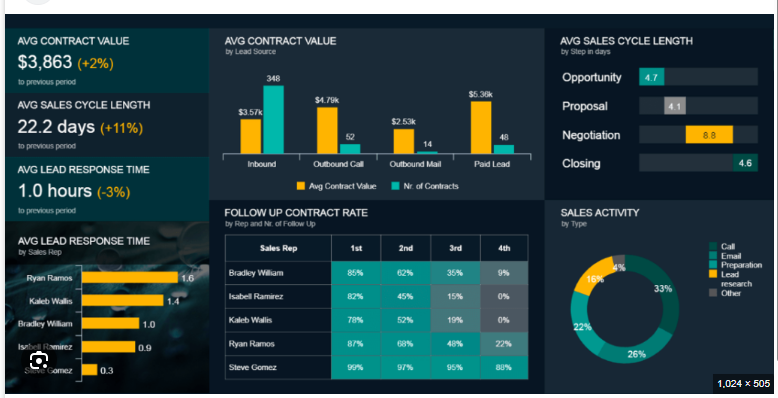 AVG CONTRACT VALUE
$3,863 (+2%)
to previous period
AVG SALES CYCLE LENGTH
22.2 days (+11%)
to previous period
AVG LEAD RESPONSE TIME
1.0 hours (-3%)
to previous period
AVG LEAD RESPONSE TIME
by Sales Rep
Ryan Ramos 1.6
Kaleb Wallis 1.4
Bradley William 1.0
Isabell Ramirez 0.9
Steve Gomez 0.3
AVG CONTRACT VALUE
by Lead Source
$3.57k 348 $4.79k 52 $2.53k 14 $5.36k 48
Inbound Outbound Call Outbound Mail Paid Lead
Avg Contract Value Nr. of Contracts
FOLLOW UP CONTRACT RATE
by Rep and Nr. of Follow Up
Sales Rep 1st 2nd 3rd 4th
Bradley William 85% 62% 35% 9%
Isabell Ramirez 82% 45% 15% 0%
Kaleb Wallis 78% 52% 19% 0%
Ryan Ramos 87% 68% 48% 22%
Steve Gomez 99% 97% 95% 88%
AVG SALES CYCLE LENGTH
by Step in days
Opportunity 4.7
Proposal 4.1
Negotiation 8.8
Closing 4.6
SALES ACTIVITY
by Type
4%
16%
33%
22%
26%
Call
Email
Preparation
Lead
research
Other
1,024 × 505